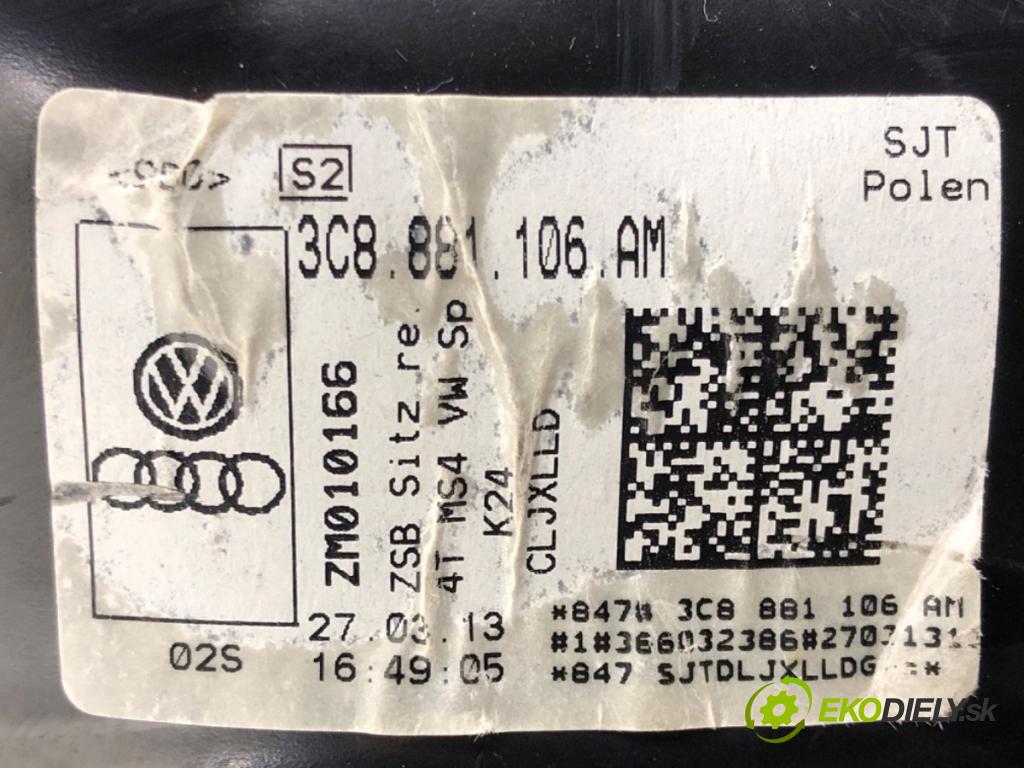 SJT
Polen
S2
3C8.881.106.AM
ZM010166
ZSB Sitz re.
4T MS4 VW Sp
K24
CLJXLLD
27.03.13
16:49:05
02S
*847# 3C8 881 106 AM
#1#366032386#270313
*847 SJTDLJXLLDG *
EKODIELY.sk